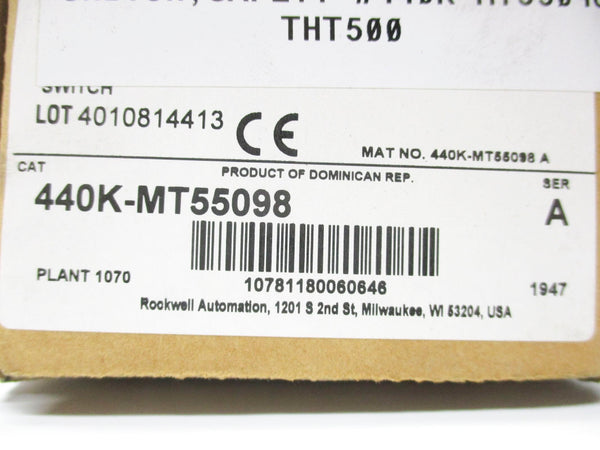 THT500
SWITCH
LOT 4010814413 CE
MAT NO. 440K-MT55098 A
PRODUCT OF DOMINICAN REP.
CAT
SER
440K-MT55098
A
PLANT 1070
10781180060646
1947
Rockwell Automation, 1201 S 2nd St, Milwaukee, WI 53204, USA